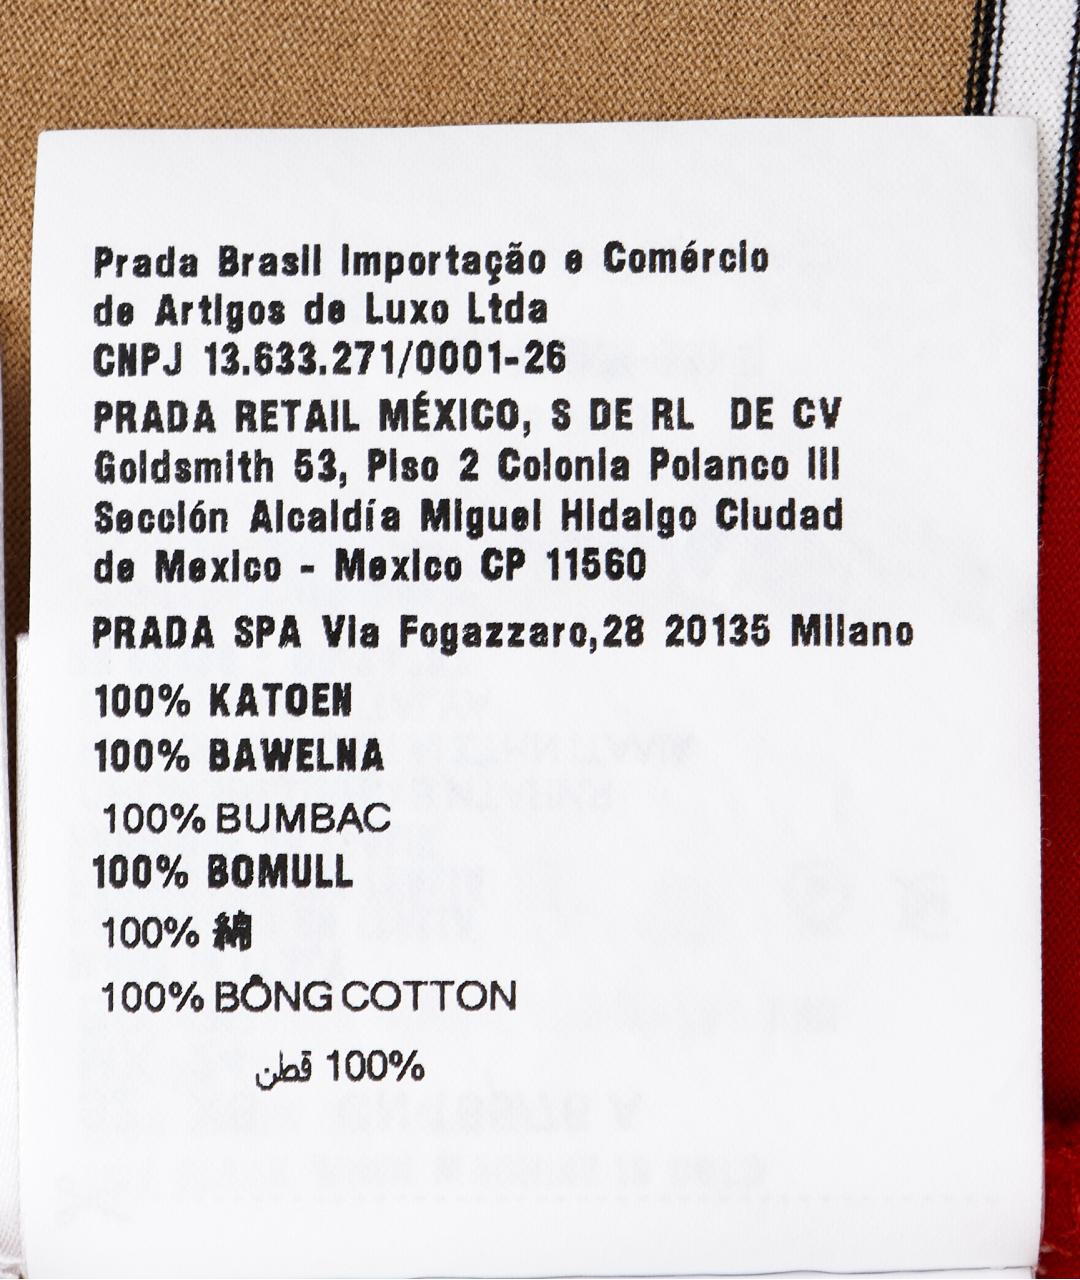 Prada Brasil Importação e Comércio
de Artigos de Luxo Ltda
CNPJ 13.633.271/0001-26
PRADA RETAIL MÉXICO, S DE RL DE CV
Goldsmith 53, Piso 2 Colonia Polanco III
Sección Alcaldía Miguel Hidalgo Ciudad
de Mexico - Mexico CP 11560
PRADA SPA Via Fogazzaro,28 20135 Milano
100% KATOEN
100% BAWELNA
100% BUMBAC
100% BOMULL
100% 綿
100% BÔNG COTTON
100% قطن